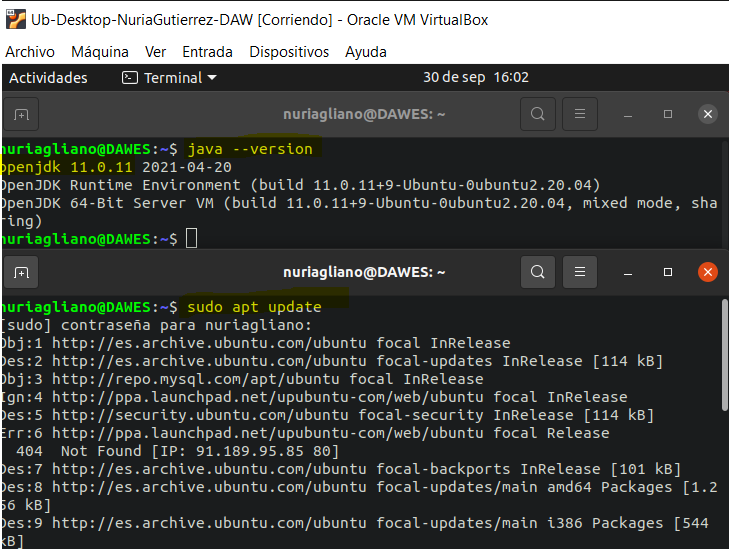 Ub-Desktop-NuriaGutierrez-DAW [Corriendo] - Oracle VM VirtualBox
Archivo Máquina Ver Entrada Dispositivos Ayuda
Actividades Terminal 30 de sep 16:02
nuriagliano@DAWES: ~
nuriagliano@DAWES:~$ java --version
openjdk 11.0.11 2021-04-20
OpenJDK Runtime Environment (build 11.0.11+9-Ubuntu-0ubuntu2.20.04)
OpenJDK 64-Bit Server VM (build 11.0.11+9-Ubuntu-0ubuntu2.20.04, mixed mode, sha
ring)
nuriagliano@DAWES:~$
nuriagliano@DAWES: ~
nuriagliano@DAWES:~$ sudo apt update
[sudo] contraseña para nuriagliano:
Obj:1 http://es.archive.ubuntu.com/ubuntu focal InRelease
Des:2 http://es.archive.ubuntu.com/ubuntu focal-updates InRelease [114 kB]
Obj:3 http://repo.mysql.com/apt/ubuntu focal InRelease
Ign:4 http://ppa.launchpad.net/upubuntu-com/web/ubuntu focal InRelease
Des:5 http://security.ubuntu.com/ubuntu focal-security InRelease [114 kB]
Err:6 http://ppa.launchpad.net/upubuntu-com/web/ubuntu focal Release
404 Not Found [IP: 91.189.95.85 80]
Des:7 http://es.archive.ubuntu.com/ubuntu focal-backports InRelease [101 kB]
Des:8 http://es.archive.ubuntu.com/ubuntu focal-updates/main amd64 Packages [1.2
56 kB]
Des:9 http://es.archive.ubuntu.com/ubuntu focal-updates/main i386 Packages [544
kB]